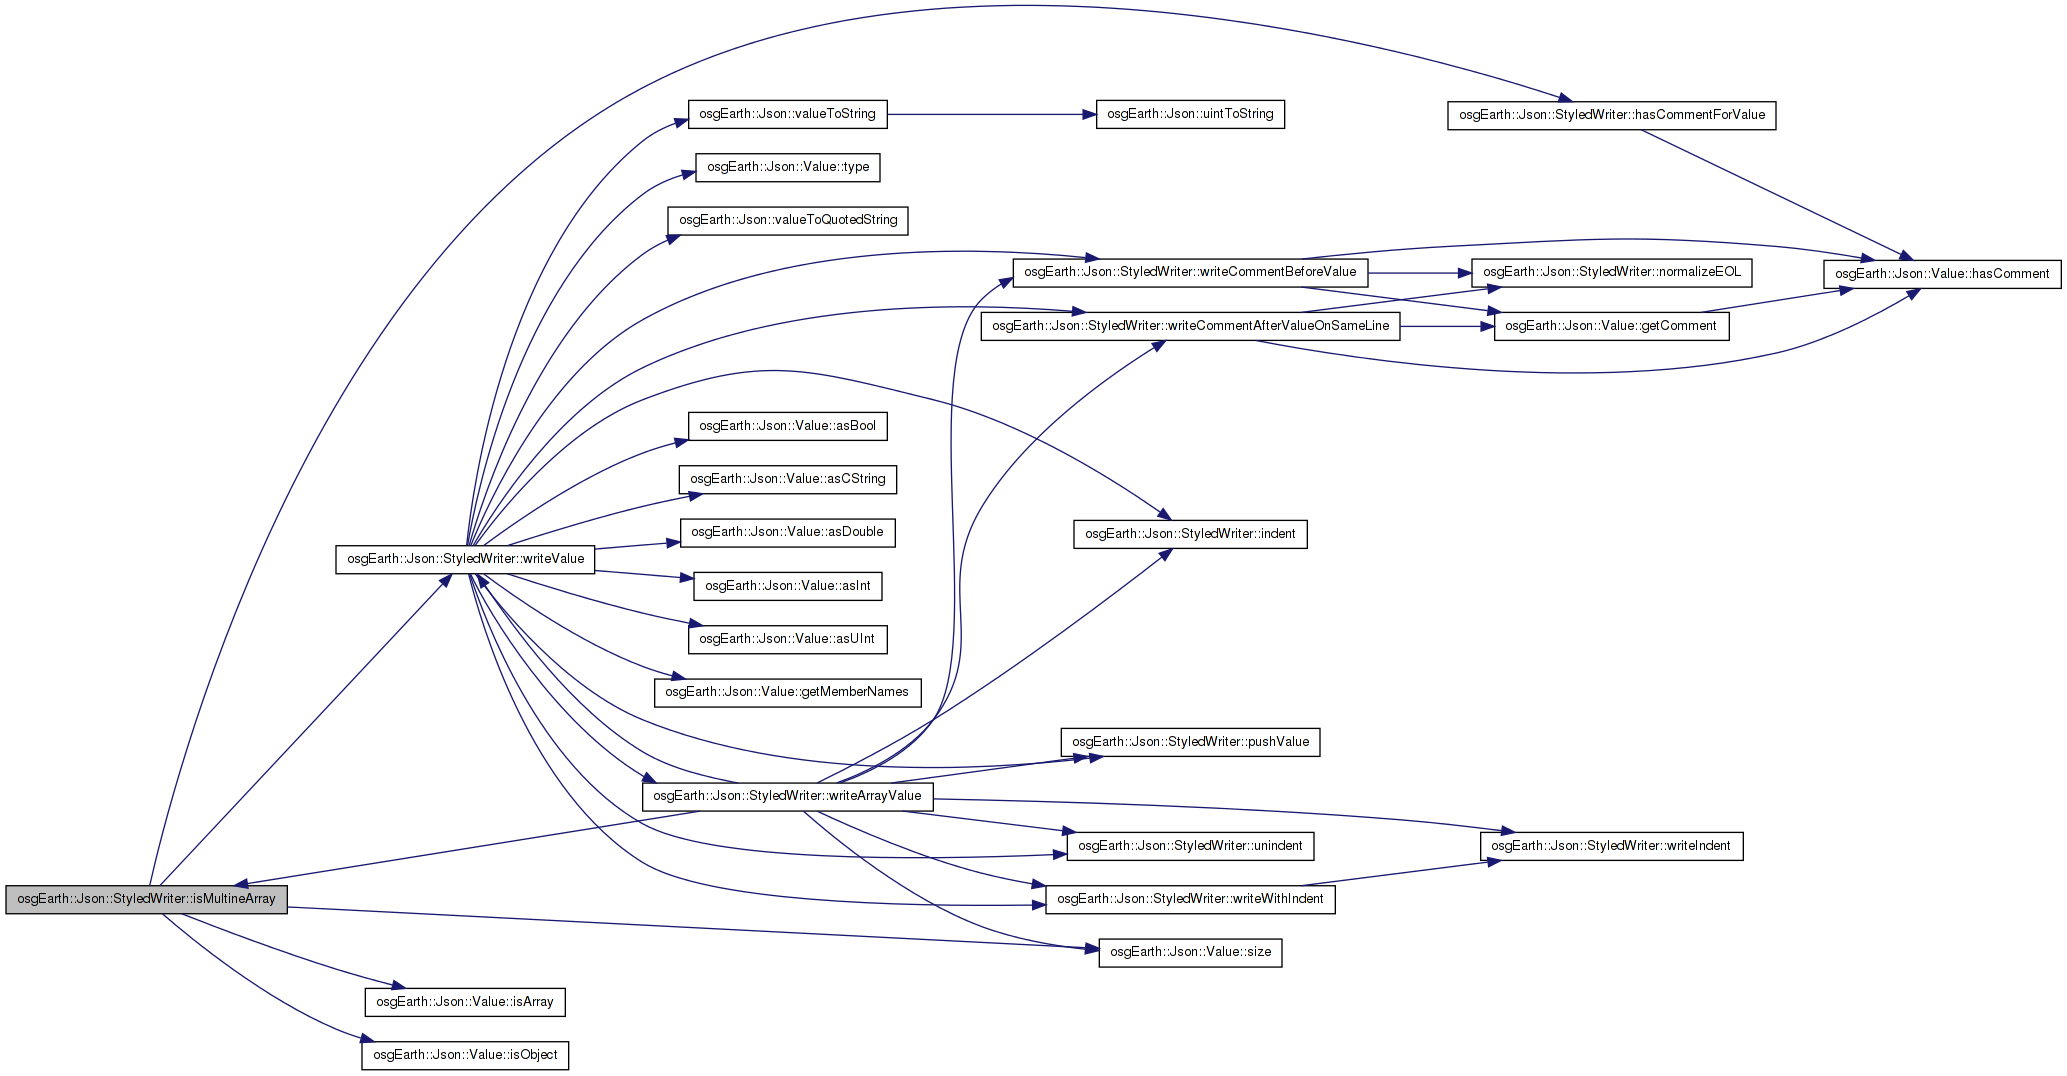 osgEarth::Json::valueToString
osgEarth::Json::uintToString
osgEarth::Json::StyledWriter::hasCommentForValue
osgEarth::Json::Value::type
osgEarth::Json::valueToQuotedString
osgEarth::Json::StyledWriter::writeCommentBeforeValue
osgEarth::Json::StyledWriter::normalizeEOL
osgEarth::Json::Value::hasComment
osgEarth::Json::StyledWriter::writeCommentAfterValueOnSameLine
osgEarth::Json::Value::getComment
osgEarth::Json::Value::asBool
osgEarth::Json::Value::asCString
osgEarth::Json::Value::asDouble
osgEarth::Json::StyledWriter::indent
osgEarth::Json::StyledWriter::writeValue
osgEarth::Json::Value::asInt
osgEarth::Json::Value::asUInt
osgEarth::Json::Value::getMemberNames
osgEarth::Json::StyledWriter::pushValue
osgEarth::Json::StyledWriter::writeArrayValue
osgEarth::Json::StyledWriter::unindent
osgEarth::Json::StyledWriter::writeIndent
osgEarth::Json::StyledWriter::isMultineArray
osgEarth::Json::StyledWriter::writeWithIndent
osgEarth::Json::Value::size
osgEarth::Json::Value::isArray
osgEarth::Json::Value::isObject